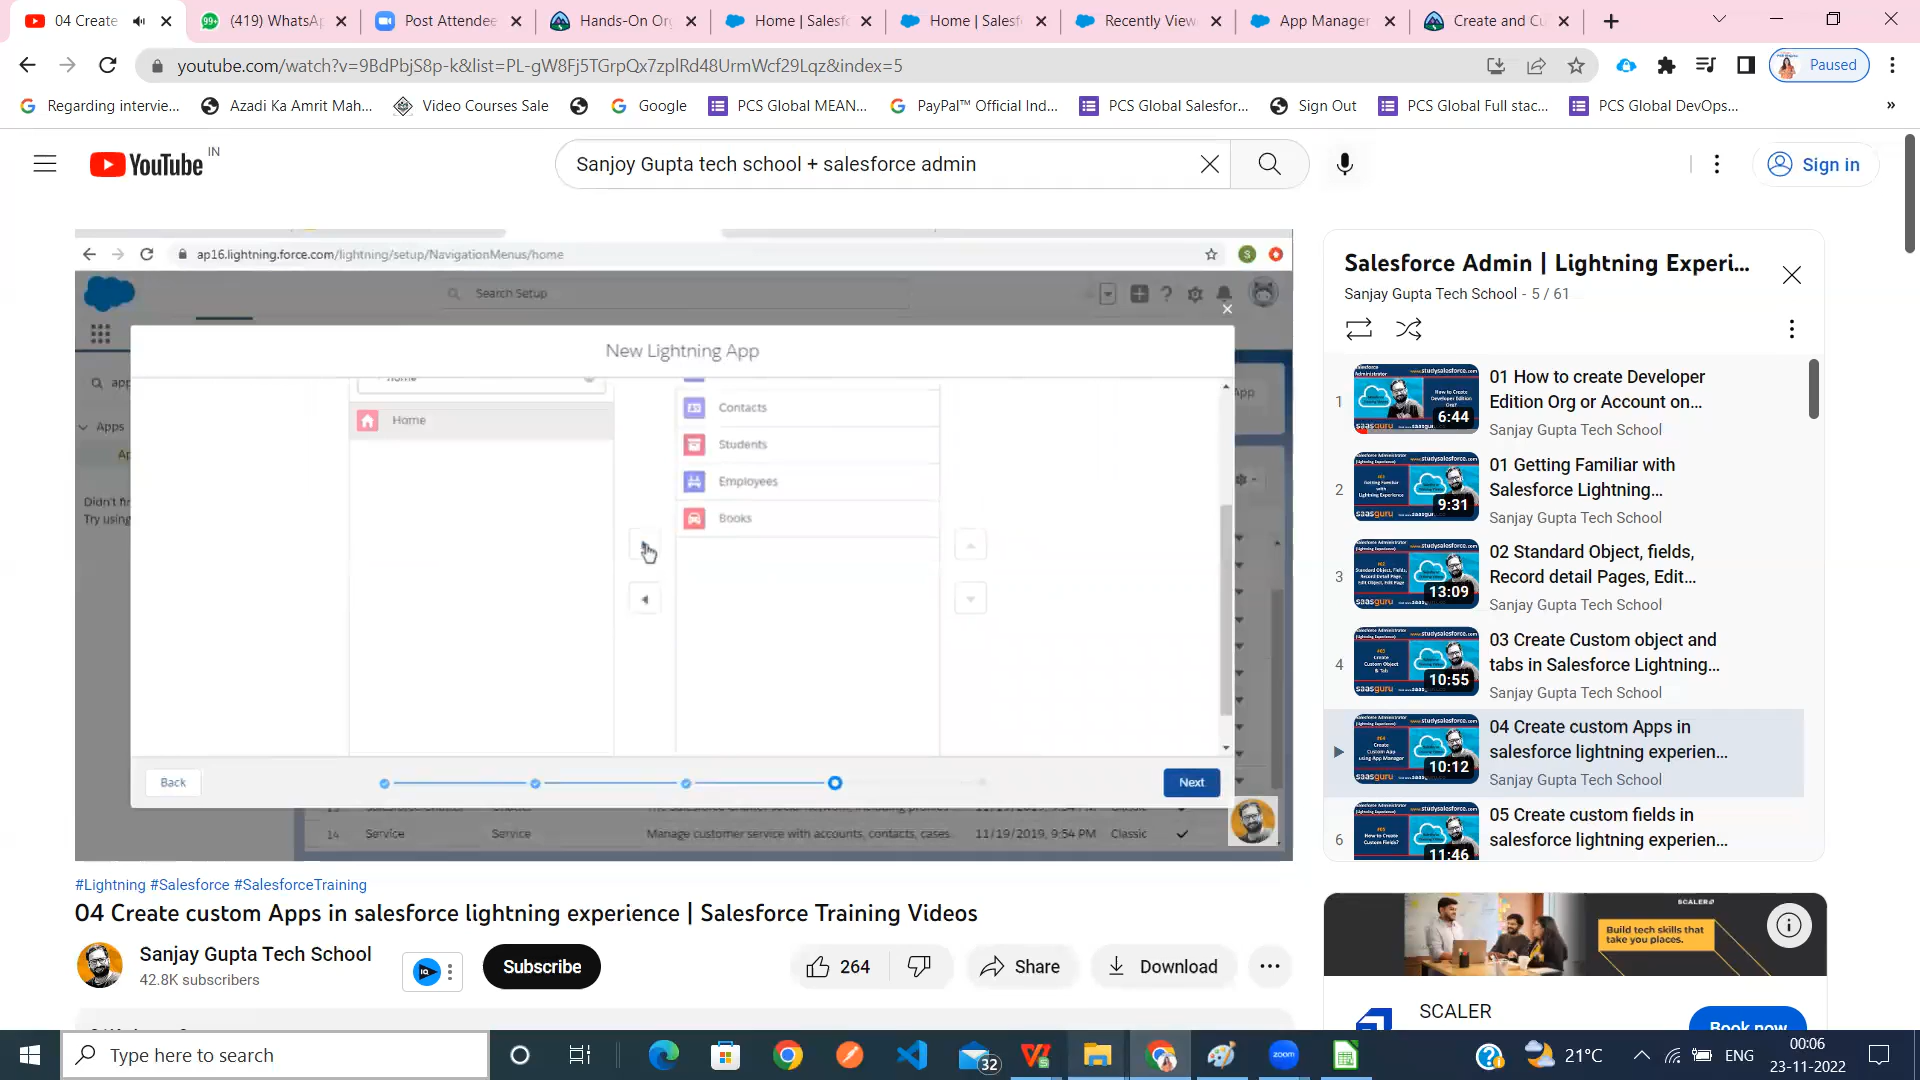 04 Create
(419) WhatsAp
Post Attendee
Hands-On Or
Home | Salesf
Home | Salesf
Recently View
App Manager
Create and Cu
youtube.com/watch?v=9BdPbjS8p-k&list=PL-gW8Fj5TGrpQx7zplRd48UrmWcf29Lqz&index=5
Paused
Regarding intervie...
Azadi Ka Amrit Mah...
Video Courses Sale
Google
PCS Global MEAN...
PayPal™ Official Ind...
PCS Global Salesfor...
Sign Out
PCS Global Full stac...
PCS Global DevOps...
»
YouTube IN
Sanjoy Gupta tech school + salesforce admin
Sign in
ap16.lightning.force.com/lightning/setup/NavigationMenus/home
Search Setup
New Lightning App
Home
Contacts
Students
Employees
Books
Apps
Didn't fin
Try using
Back
Next
14 Service Service Manage customer service with accounts, contacts, cases 11/19/2019, 9:54 PM Classic
#Lightning #Salesforce #SalesforceTraining
04 Create custom Apps in salesforce lightning experience | Salesforce Training Videos
Sanjay Gupta Tech School
42.8K subscribers
Subscribe
264
Share
Download
Salesforce Admin | Lightning Experi...
Sanjay Gupta Tech School - 5 / 61
1
6:44
01 How to create Developer
Edition Org or Account on...
Sanjay Gupta Tech School
2
9:31
01 Getting Familiar with
Salesforce Lightning...
Sanjay Gupta Tech School
3
13:09
02 Standard Object, fields,
Record detail Pages, Edit...
Sanjay Gupta Tech School
4
10:55
03 Create Custom object and
tabs in Salesforce Lightning...
Sanjay Gupta Tech School
10:12
04 Create custom Apps in
salesforce lightning experien...
Sanjay Gupta Tech School
6
11:46
05 Create custom fields in
salesforce lightning experien...
SCALER
Build tech skills that
take you places.
SCALER
Book now
Type here to search
32
zoom
21°C
ENG
00:06
23-11-2022